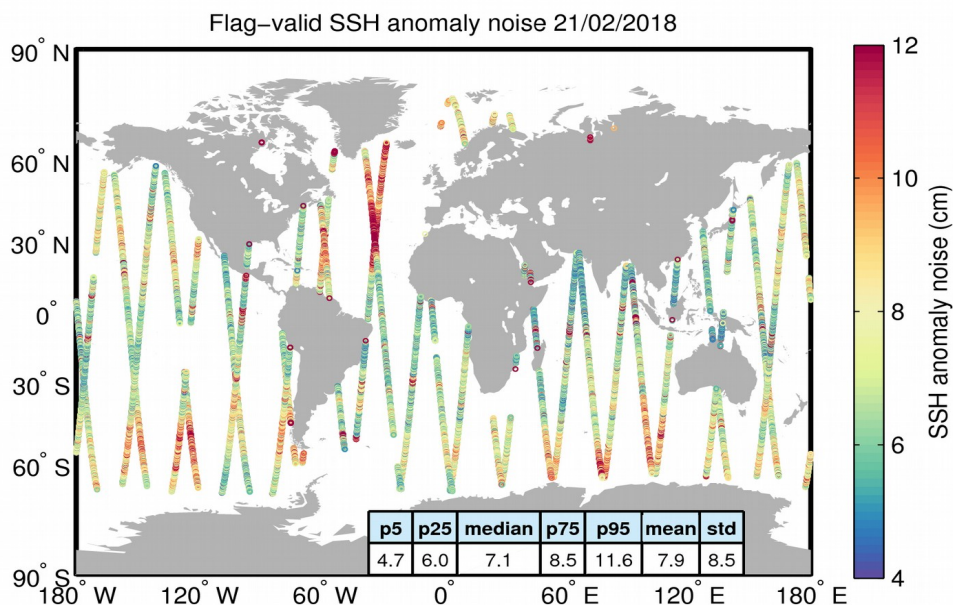 Flag−valid SSH anomaly noise 21/02/2018
90° N
60° N
30° N
0°
30° S
60° S
90° S
180° W
120° W
60° W
0°
60° E
120° E
180° E
p5 p25 median p75 p95 mean std
4.7 6.0 7.1 8.5 11.6 7.9 8.5
12
10
8
6
4
SSH anomaly noise (cm)